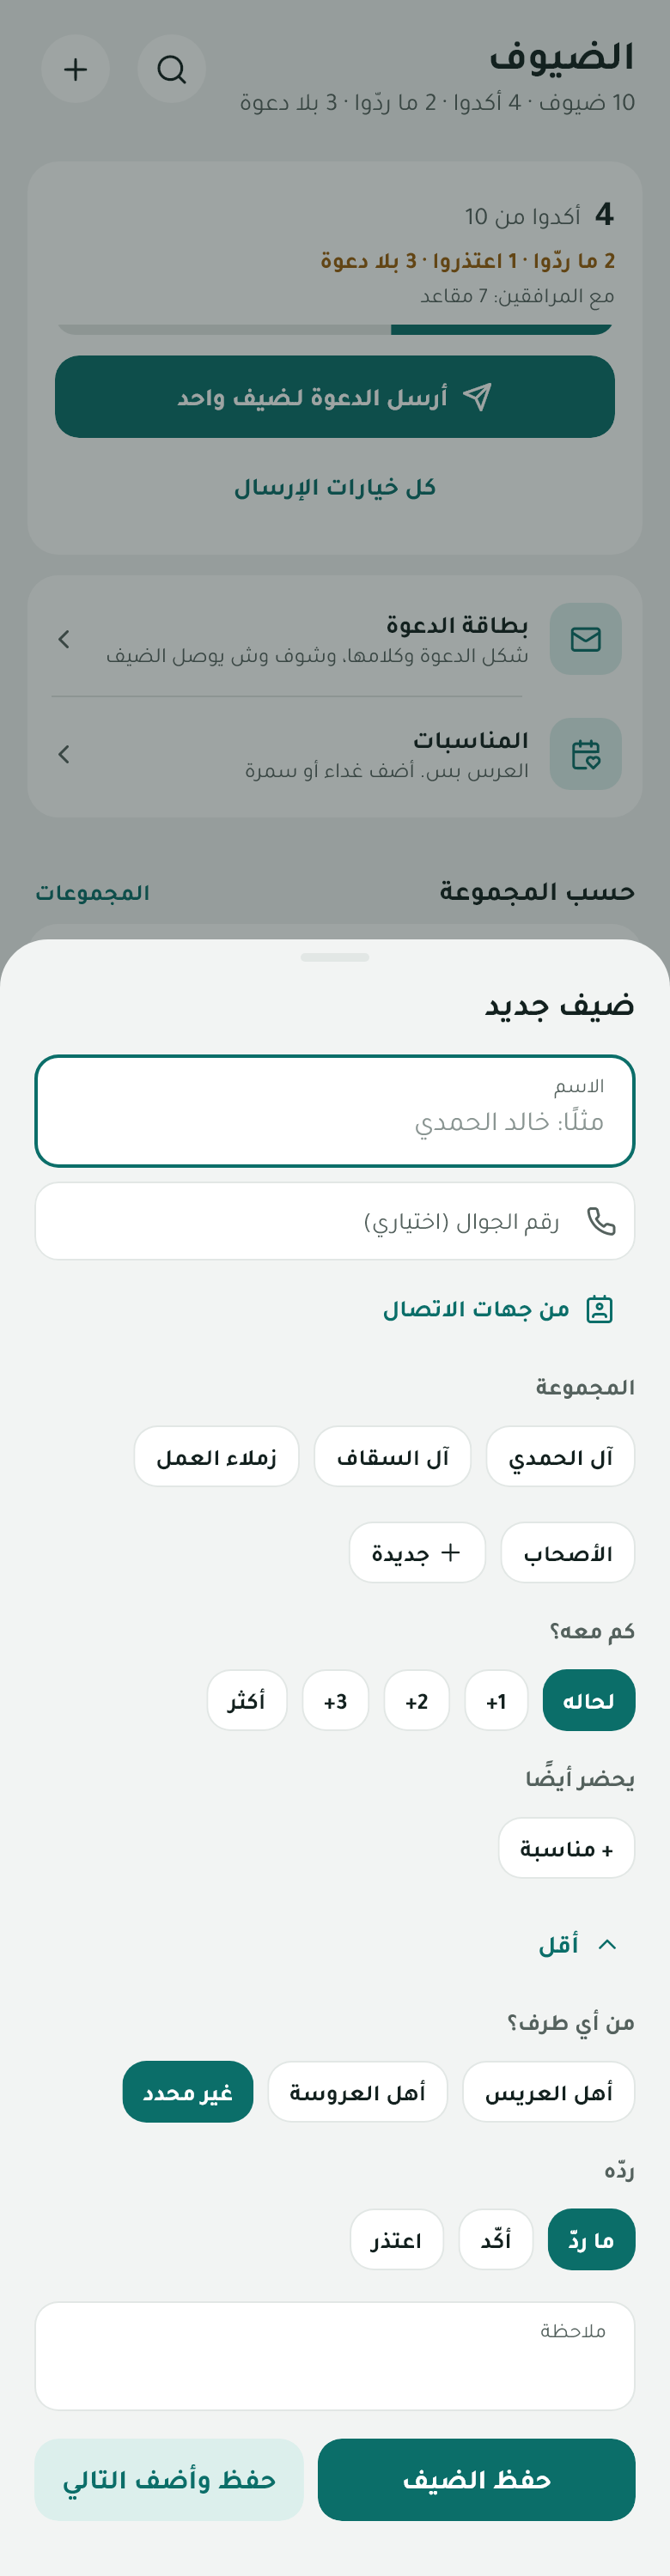 الضيوف
10 ضيوف · 4 أكدوا · 2 ما ردّوا · 3 بلا دعوة
4 أكدوا من 10
2 ما ردّوا · 1 اعتذروا · 3 بلا دعوة
مع المرافقين: 7 مقاعد
أرسل الدعوة لضيف واحد
كل خيارات الإرسال
بطاقة الدعوة
شكل الدعوة وكلامها، وشوف وش يوصل الضيف
المناسبات
العرس بس. أضف غداء أو سمرة
حسب المجموعة
المجموعات
ضيف جديد
الاسم
مثلًا: خالد الحمدي
رقم الجوال (اختياري)
من جهات الاتصال
المجموعة
آل الحمدي
آل السقاف
زملاء العمل
الأصحاب
+ جديدة
كم معه؟
لحاله
+1
+2
+3
أكثر
يحضر أيضًا
+ مناسبة
أقل
من أي طرف؟
أهل العريس
أهل العروسة
غير محدد
ردّه
ما ردّ
أكّد
اعتذر
ملاحظة
حفظ الضيف
حفظ وأضف التالي